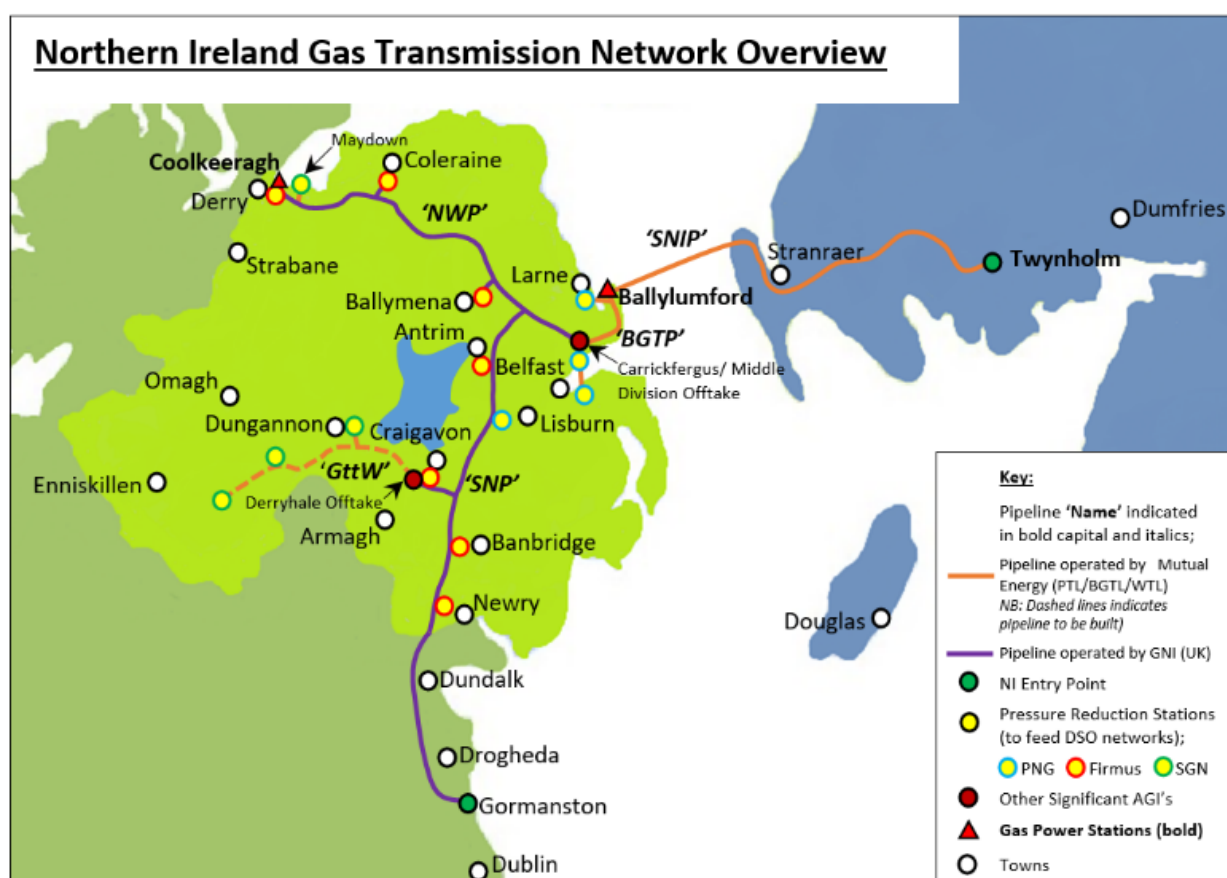 Northern Ireland Gas Transmission Network Overview
Maydown
Coolkeeragh
Coleraine
Derry
'NWP'
Dumfries
'SNIP'
Strabane
Stranraer
Larne
Twynholm
Ballymena
Ballylumford
Antrim
'BGTP'
Belfast
Carrickfergus/ Middle
Division Offtake
Omagh
Dungannon
Craigavon
Lisburn
Enniskillen
'GttW'
'SNP'
Derryhale Offtake
Armagh
Banbridge
Newry
Douglas
Dundalk
Drogheda
Gormanston
Dublin
Key:
Pipeline 'Name' indicated
in bold capital and italics;
Pipeline operated by Mutual
Energy (PTL/BGTL/WTL)
NB: Dashed lines indicates
pipeline to be built)
Pipeline operated by GNI (UK)
NI Entry Point
Pressure Reduction Stations
(to feed DSO networks);
PNG Firmus SGN
Other Significant AGI's
Gas Power Stations (bold)
Towns